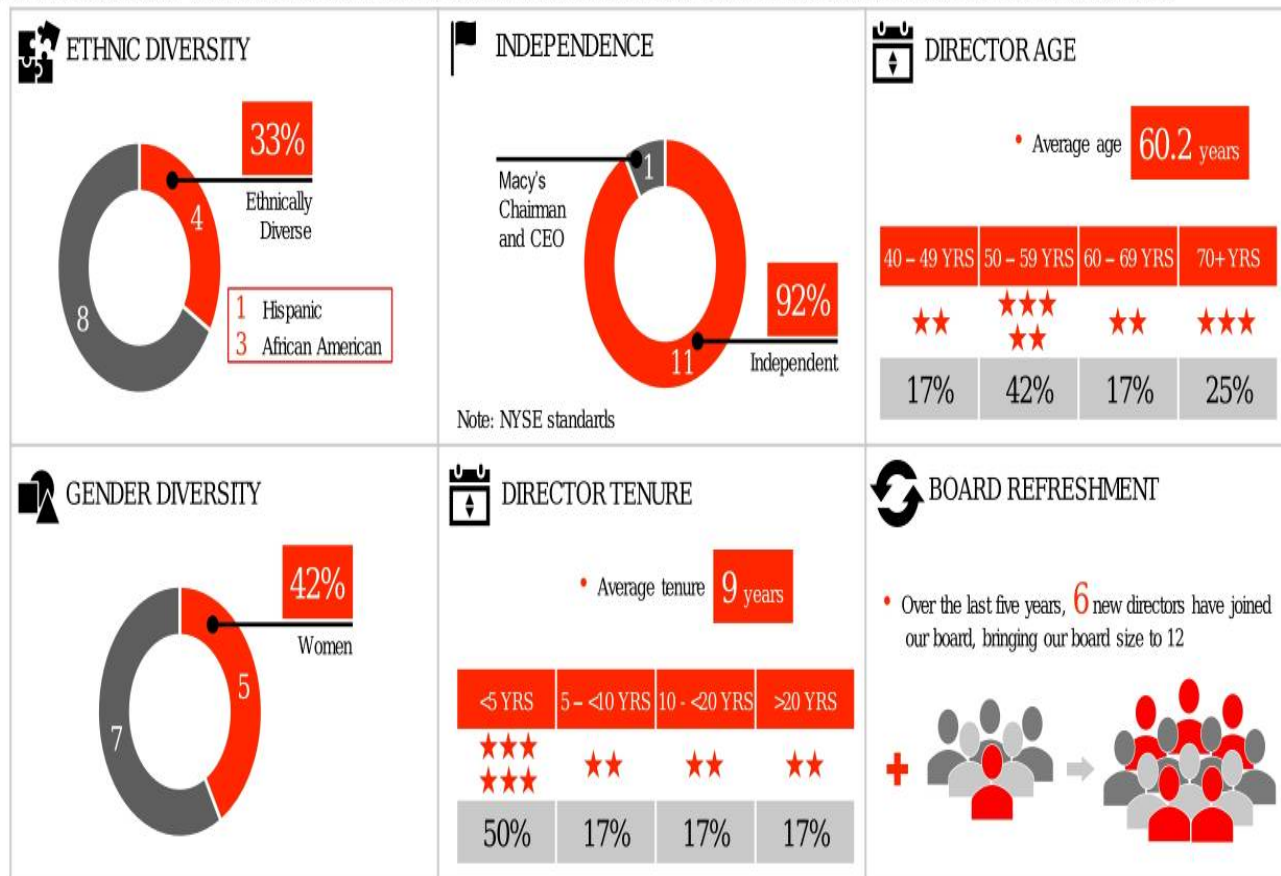 ETHNIC DIVERSITY
33%
Ethnically
Diverse
4
8
1 Hispanic
3 African American
INDEPENDENCE
1
Macy's
Chairman
and CEO
92%
Independent
11
Note: NYSE standards
DIRECTOR AGE
• Average age 60.2 years
40 – 49 YRS 50 – 59 YRS 60 – 69 YRS 70+ YRS
★★ ★★★ ★★ ★★★
★★
17% 42% 17% 25%
GENDER DIVERSITY
42%
Women
5
7
DIRECTOR TENURE
• Average tenure 9 years
<5 YRS 5 – <10 YRS 10 - <20 YRS >20 YRS
★★★ ★★ ★★ ★★
★★★
50% 17% 17% 17%
BOARD REFRESHMENT
• Over the last five years, 6 new directors have joined
our board, bringing our board size to 12